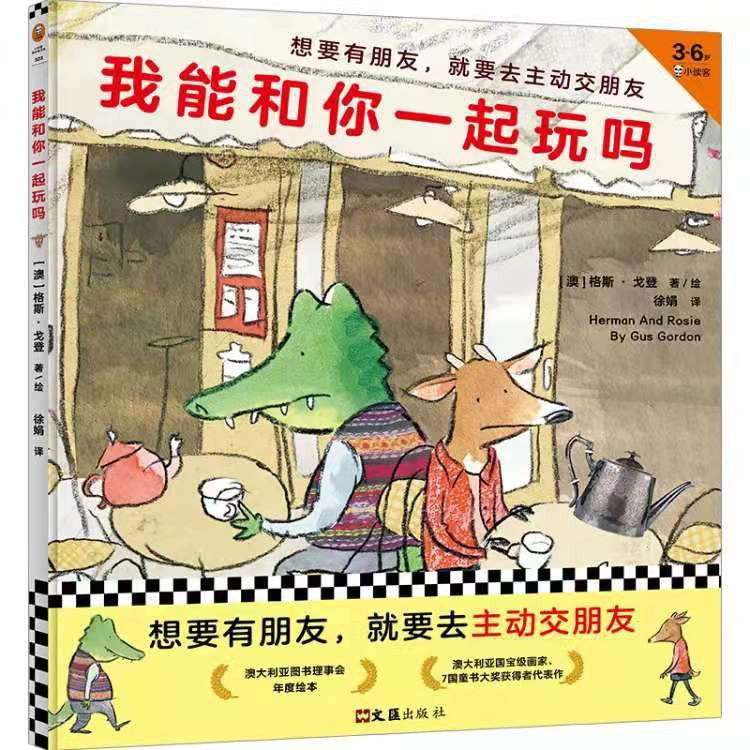 想要有朋友，就要去主动交朋友
我能和你一起玩吗
3-6岁
小读客
[澳]格斯·戈登 著/绘
徐娟 译
Herman And Rosie
By Gus Gordon
我能和你一起玩吗
[澳]格斯·戈登 著/绘
徐娟 译
想要有朋友，就要去主动交朋友
澳大利亚图书理事会
年度绘本
澳大利亚国宝级画家、
7国童书大奖获得者代表作
文匯出版社